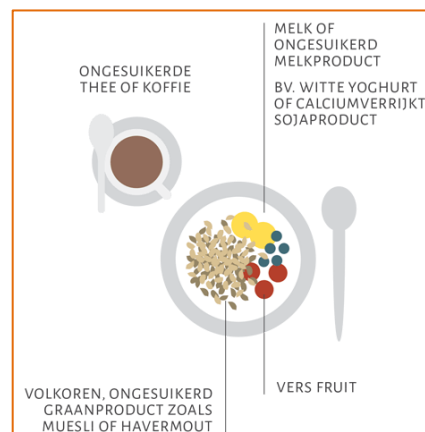 MELK OF
ONGESUIKERD
MELKPRODUCT
BV. WITTE YOGHURT
OF CALCIUMVERRIJKT
SOJAPRODUCT
ONGESUIKERDE
THEE OF KOFFIE
VERS FRUIT
VOLKOREN, ONGESUIKERD
GRAANPRODUCT ZOALS
MUESLI OF HAVERMOUT